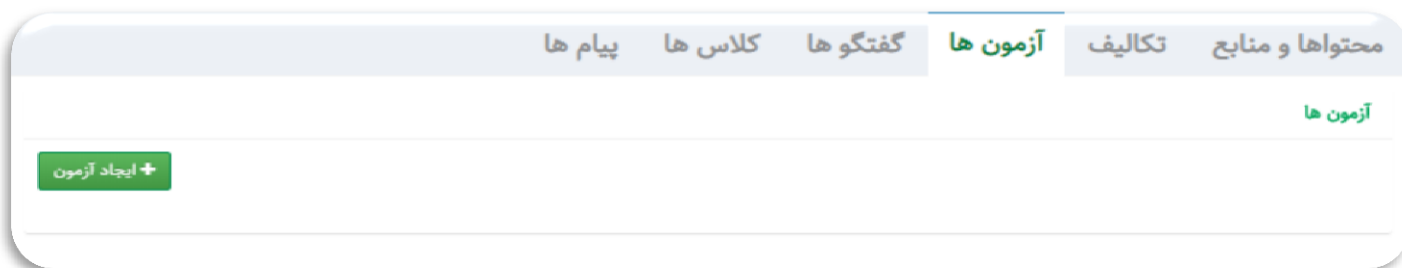 محتواها و منابع تکالیف آزمون ها گفتگو ها کلاس ها پیام ها
آزمون ها
+ ایجاد آزمون